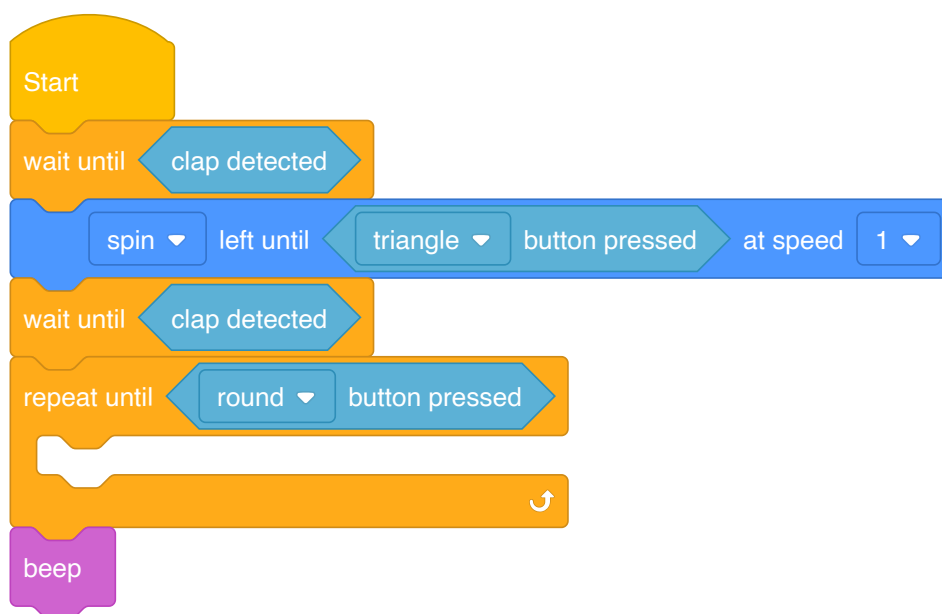 Start
wait until clap detected
spin left until triangle button pressed at speed 1
wait until clap detected
repeat until round button pressed
beep